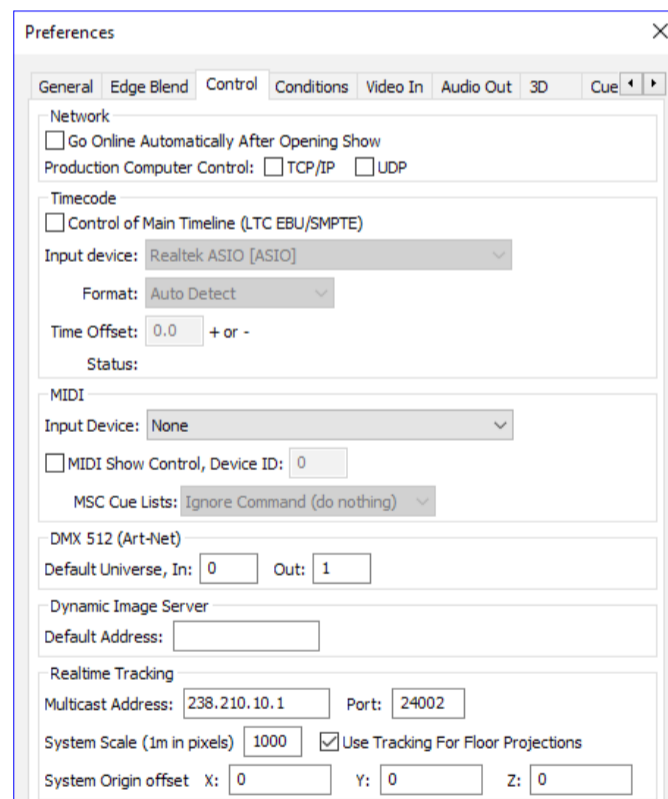 Preferences
General Edge Blend Control Conditions Video In Audio Out 3D Cue
Network
Go Online Automatically After Opening Show
Production Computer Control: TCP/IP UDP
Timecode
Control of Main Timeline (LTC EBU/SMPTE)
Input device: Realtek ASIO [ASIO]
Format: Auto Detect
Time Offset: 0.0 + or -
Status:
MIDI
Input Device: None
MIDI Show Control, Device ID: 0
MSC Cue Lists: Ignore Command (do nothing)
DMX 512 (Art-Net)
Default Universe, In: 0 Out: 1
Dynamic Image Server
Default Address:
Realtime Tracking
Multicast Address: 238.210.10.1 Port: 24002
System Scale (1m in pixels) 1000 Use Tracking For Floor Projections
System Origin offset X: 0 Y: 0 Z: 0